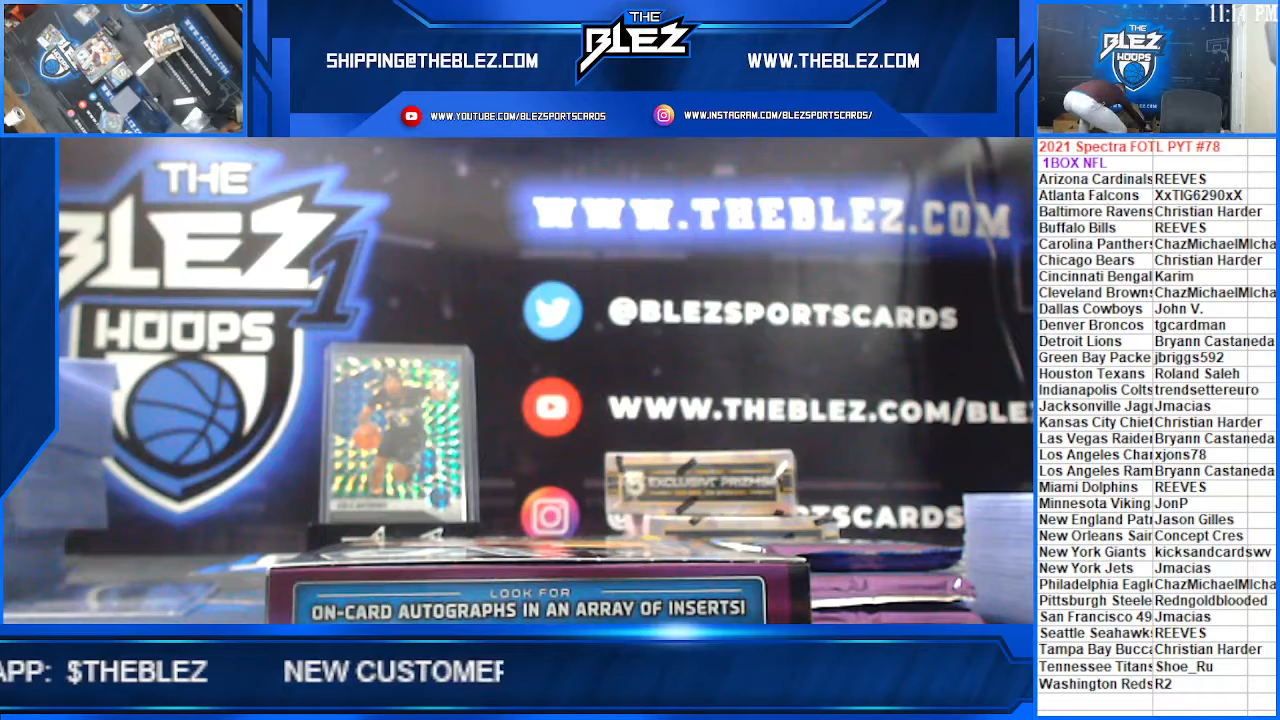 SHIPPING@THEBLEZ.COM
THE
BLEZ
WWW.THEBLEZ.COM
WWW.YOUTUBE.COM/BLEZSPORTSCARDS
WWW.INSTAGRAM.COM/BLEZSPORTSCARDS/
11:14 PM
THE
BLEZ
HOOPS
THE
BLEZ
HOOPS
1
WWW.THEBLEZ.COM
@BLEZSPORTSCARDS
WWW.THEBLEZ.COM/BLE
SPORTSCARDS
EXCLUSIVE PRIZMS
LOOK FOR
ON-CARD AUTOGRAPHS IN AN ARRAY OF INSERTS!
APP: $THEBLEZ NEW CUSTOMER
2021 Spectra FOTL PYT #78
1BOX NFL
Arizona Cardinals REEVES
Atlanta Falcons XxTIG6290xX
Baltimore Ravens Christian Harder
Buffalo Bills REEVES
Carolina Panthers ChazMichaelMIcha
Chicago Bears Christian Harder
Cincinnati Bengal Karim
Cleveland Browns ChazMichaelMIcha
Dallas Cowboys John V.
Denver Broncos tgcardman
Detroit Lions Bryann Castaneda
Green Bay Packe jbriggs592
Houston Texans Roland Saleh
Indianapolis Colts trendsettereuro
Jacksonville Jagu Jmacias
Kansas City Chief Christian Harder
Las Vegas Raider Bryann Castaneda
Los Angeles Char xjons78
Los Angeles Ram Bryann Castaneda
Miami Dolphins REEVES
Minnesota Viking JonP
New England Patr Jason Gilles
New Orleans Sain Concept Cres
New York Giants kicksandcardswv
New York Jets Jmacias
Philadelphia Eagl ChazMichaelMIcha
Pittsburgh Steele Redngoldblooded
San Francisco 49 Jmacias
Seattle Seahawk REEVES
Tampa Bay Bucca Christian Harder
Tennessee Titans Shoe_Ru
Washington Reds R2